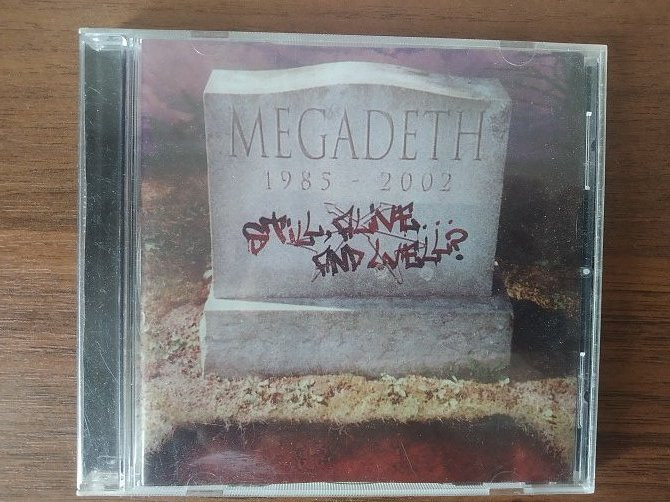 MEGADETH
1985 - 2002
STILL, ALIVE...
AND WELL?